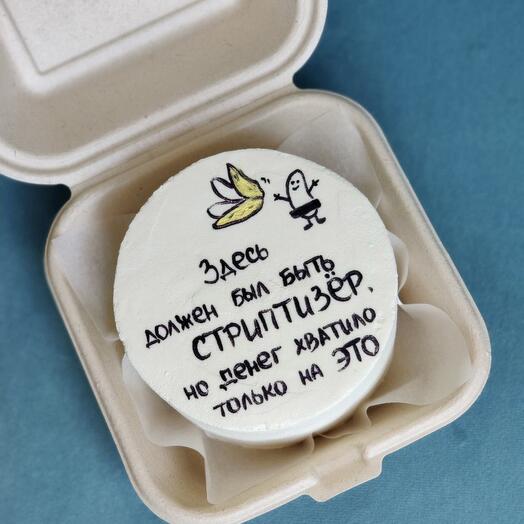 Здесь
должен был быть
стриптизёр,
но денег хватило
только на это